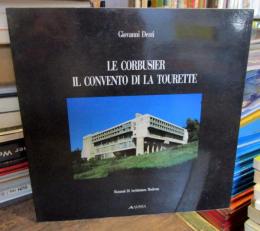 Giovanni Denti
LE CORBUSIER
IL CONVENTO DI LA TOURETTE
Momenti Di Architettura Moderna
ALINEA